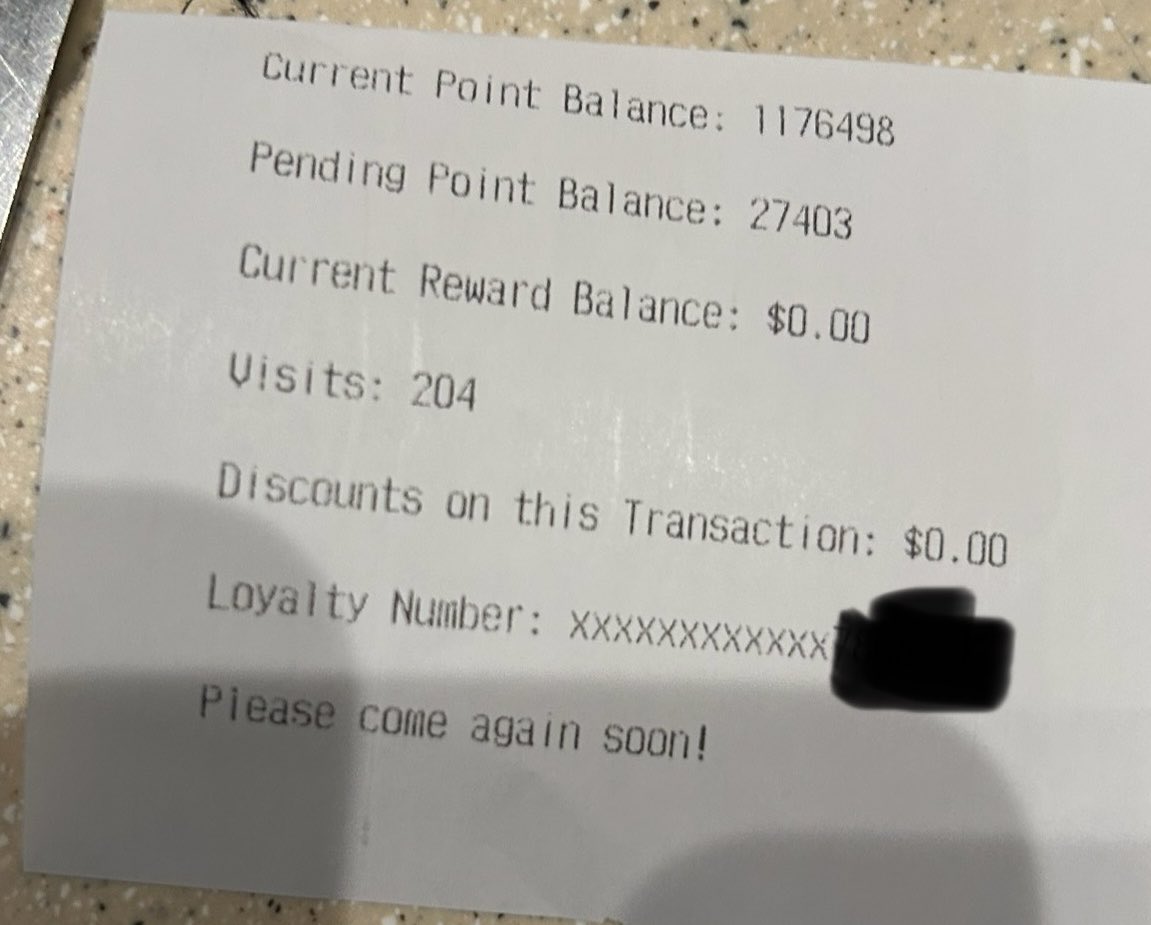 Current Point Balance: 1176498
Pending Point Balance: 27403
Current Reward Balance: $0.00
Visits: 204
Discounts on this Transaction: $0.00
Loyalty Number: XXXXXXXXXXXX
Please come again soon!